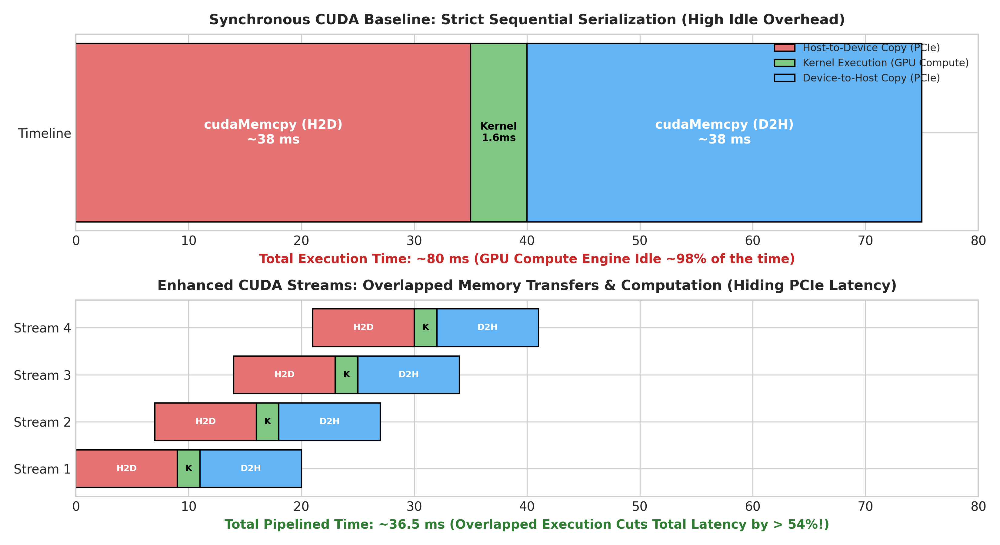 Synchronous CUDA Baseline: Strict Sequential Serialization (High Idle Overhead)
Host-to-Device Copy (PCIe)
Kernel Execution (GPU Compute)
Device-to-Host Copy (PCIe)
Timeline
cudaMemcpy (H2D)
~38 ms
Kernel
1.6ms
cudaMemcpy (D2H)
~38 ms
0 10 20 30 40 50 60 70 80
Total Execution Time: ~80 ms (GPU Compute Engine Idle ~98% of the time)
Enhanced CUDA Streams: Overlapped Memory Transfers & Computation (Hiding PCIe Latency)
Stream 4 H2D K D2H
Stream 3 H2D K D2H
Stream 2 H2D K D2H
Stream 1 H2D K D2H
0 10 20 30 40 50 60 70 80
Total Pipelined Time: ~36.5 ms (Overlapped Execution Cuts Total Latency by > 54%!)